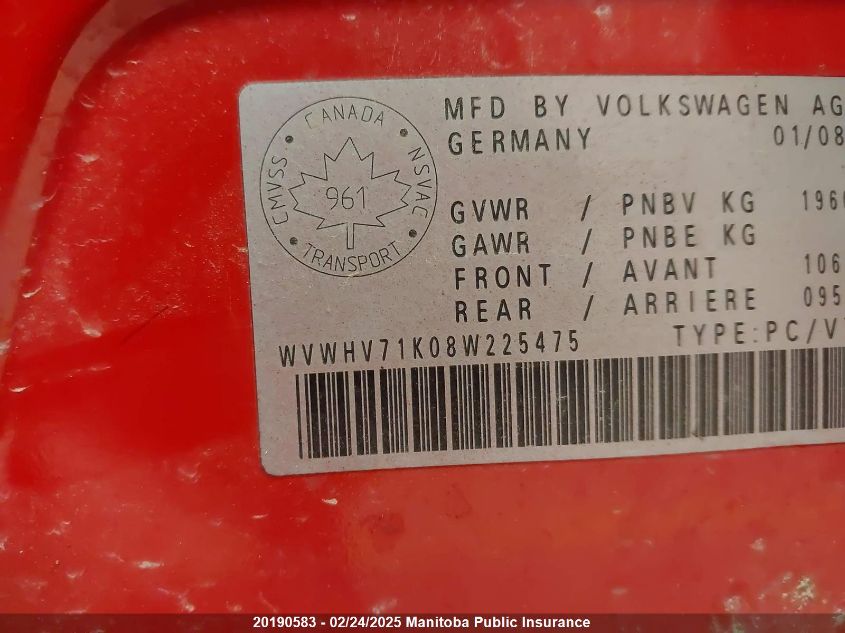 CANADA
CMVSS
NSVAC
961
TRANSPORT
MFD BY VOLKSWAGEN AG
GERMANY 01/08
GVWR / PNBV KG 196
GAWR / PNBE KG
FRONT / AVANT 106
REAR / ARRIERE 095
WVWHV71K08W225475 TYPE:PC/V
20190583 - 02/24/2025 Manitoba Public Insurance